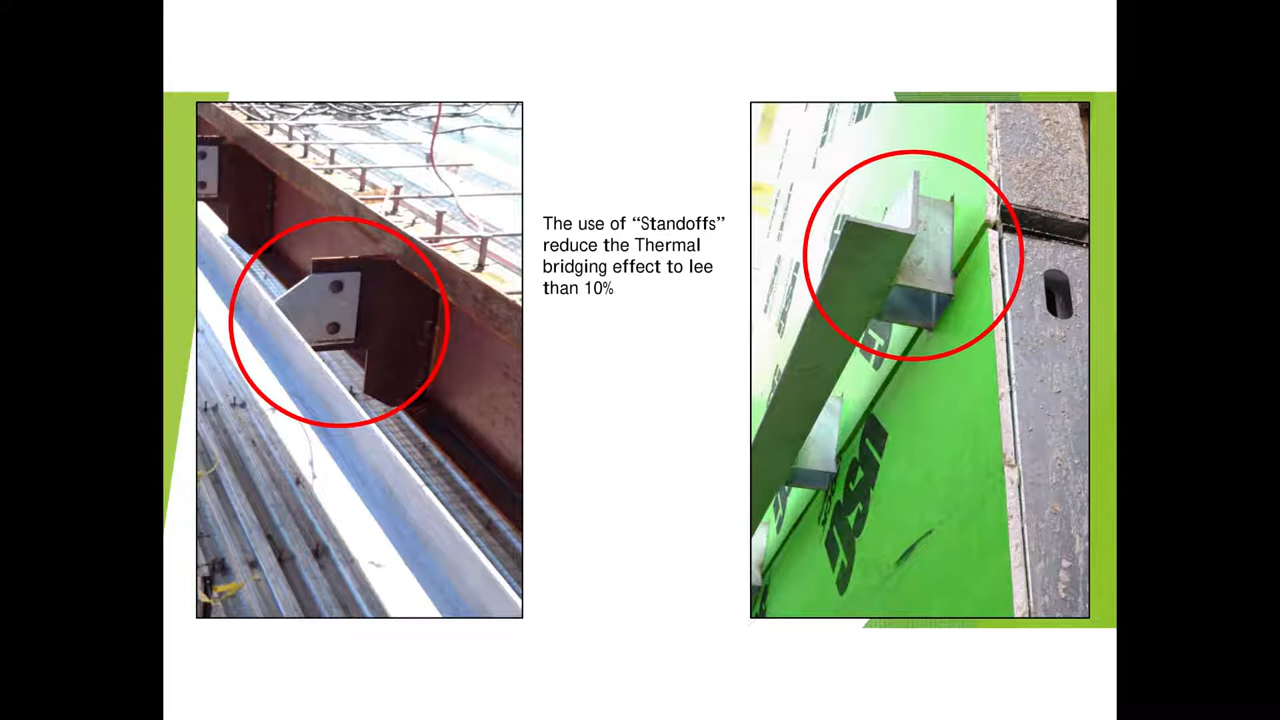 The use of “Standoffs”
reduce the Thermal
bridging effect to lee
than 10%